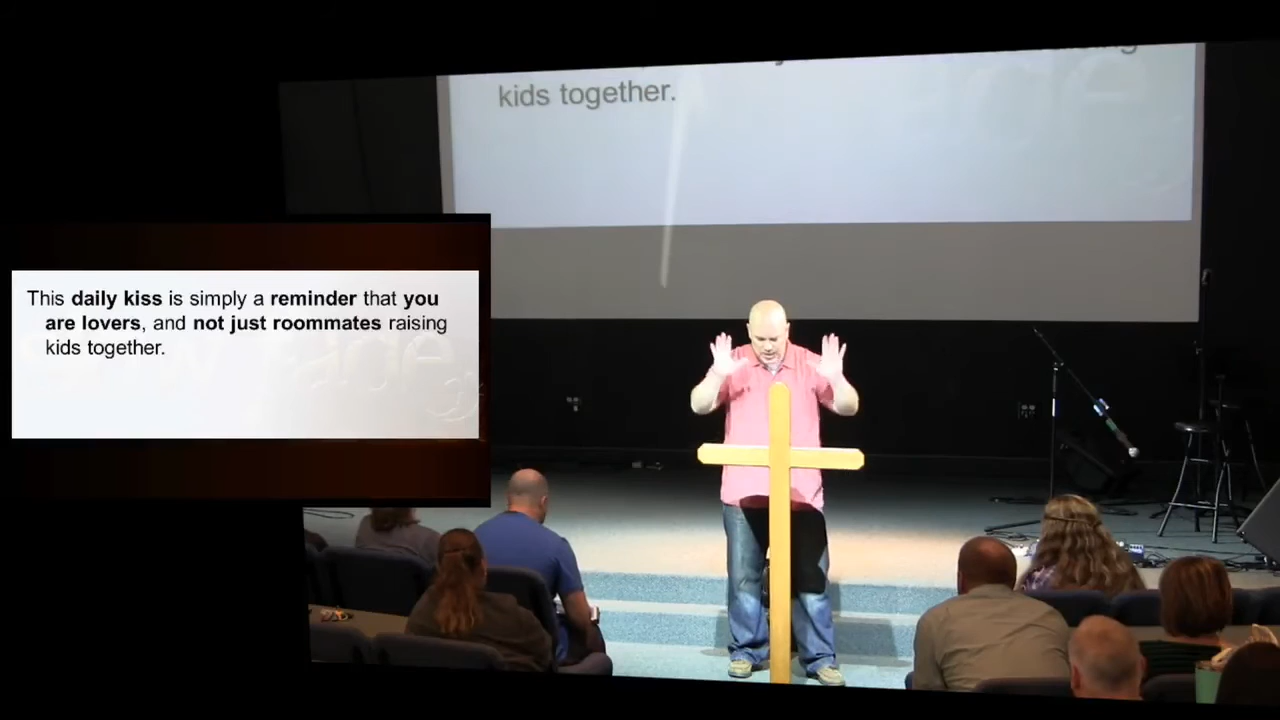 kids together.
This daily kiss is simply a reminder that you
are lovers, and not just roommates raising
kids together.